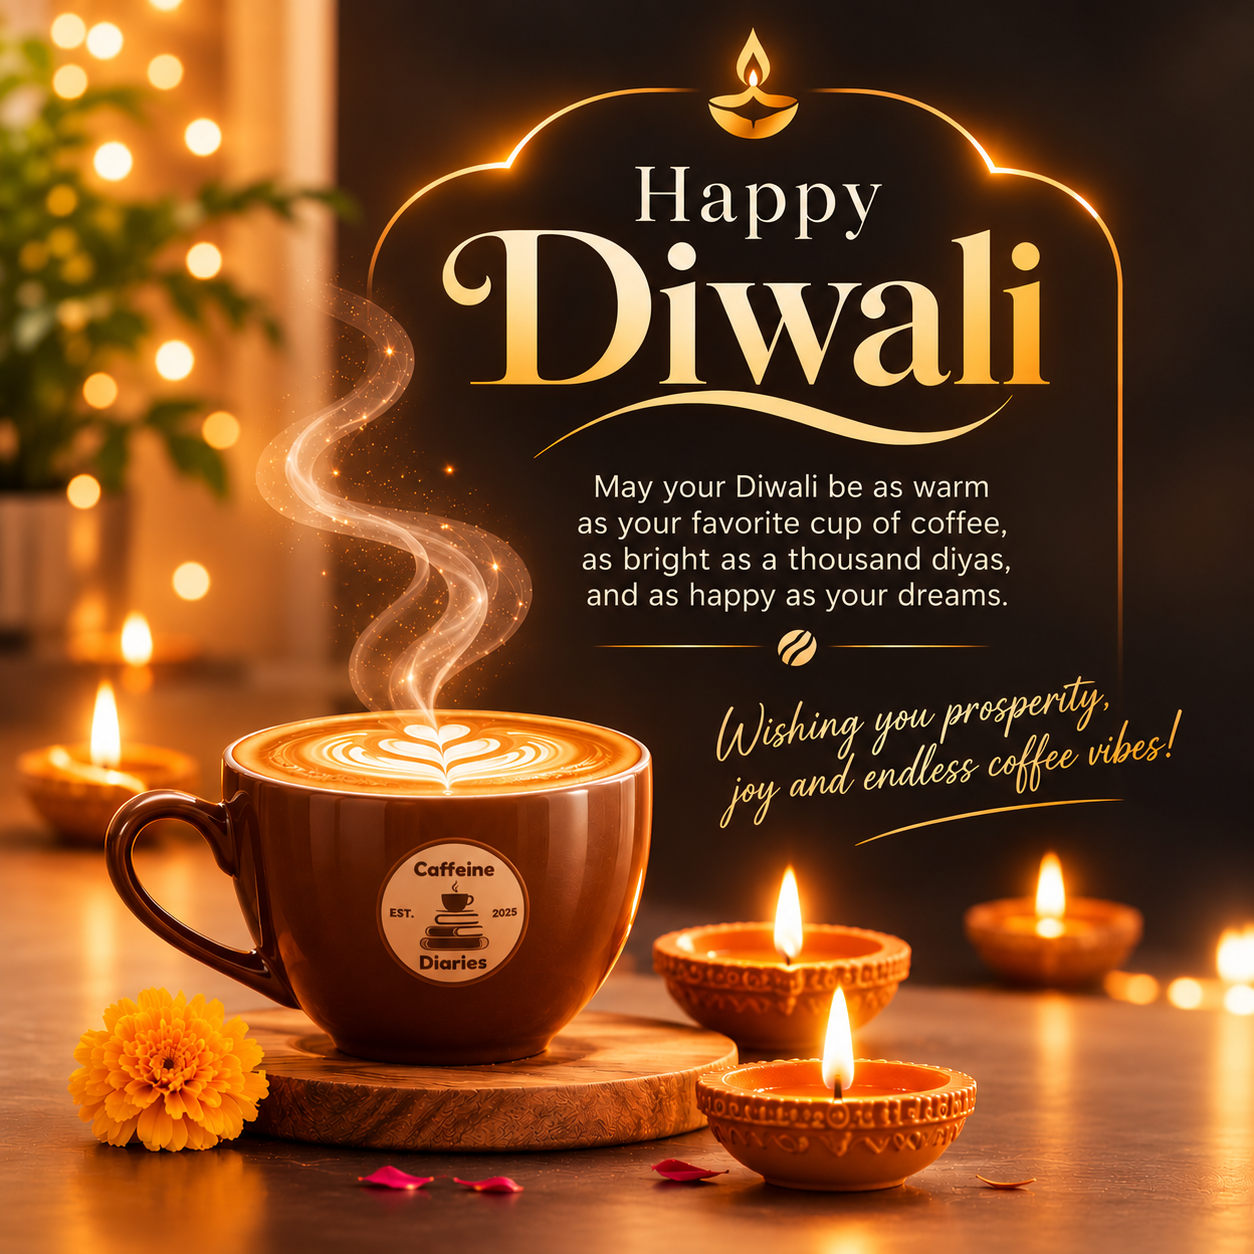 Happy
Diwali
May your Diwali be as warm
as your favorite cup of coffee,
as bright as a thousand diyas,
and as happy as your dreams.
Wishing you prosperity,
joy and endless coffee vibes!
Caffeine
EST. 2025
Diaries